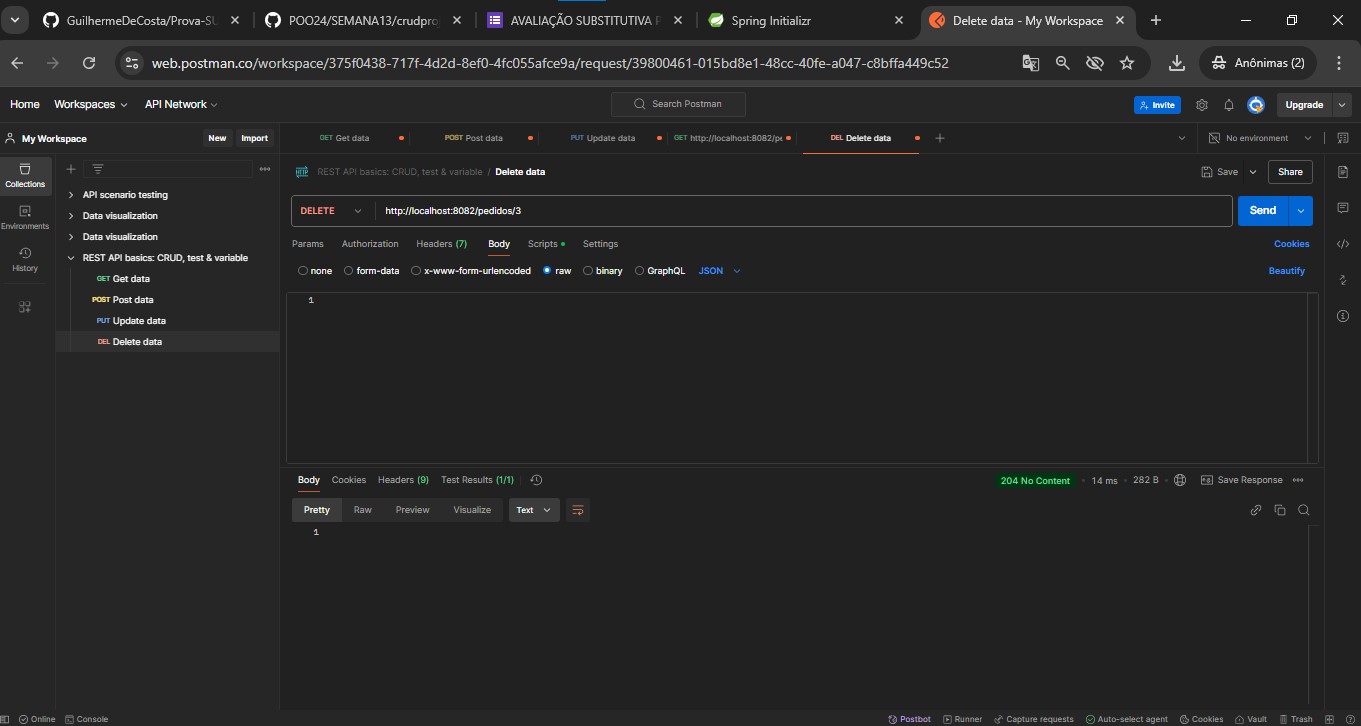 GuilhermeDeCosta/Prova-SU
POO24/SEMANA13/crudproj
AVALIAÇÃO SUBSTITUTIVA P
Spring Initializr
Delete data - My Workspace
web.postman.co/workspace/375f0438-717f-4d2d-8ef0-4fc055afce9a/request/39800461-015bd8e1-48cc-40fe-a047-c8bffa449c52
Anônimas (2)
Home Workspaces API Network Search Postman Invite Upgrade
My Workspace New Import
GET Get data POST Post data PUT Update data GET http://localhost:8082/pe DEL Delete data No environment
Collections
Environments
History
API scenario testing
Data visualization
Data visualization
REST API basics: CRUD, test & variable
GET Get data
POST Post data
PUT Update data
DEL Delete data
HTTP REST API basics: CRUD, test & variable / Delete data Save Share
DELETE http://localhost:8082/pedidos/3 Send
Params Authorization Headers (7) Body Scripts Settings Cookies
none form-data x-www-form-urlencoded raw binary GraphQL JSON Beautify
1
Body Cookies Headers (9) Test Results (1/1) 204 No Content 14 ms 282 B Save Response
Pretty Raw Preview Visualize Text
1
Online Console Postbot Runner Capture requests Auto-select agent Cookies Vault Trash